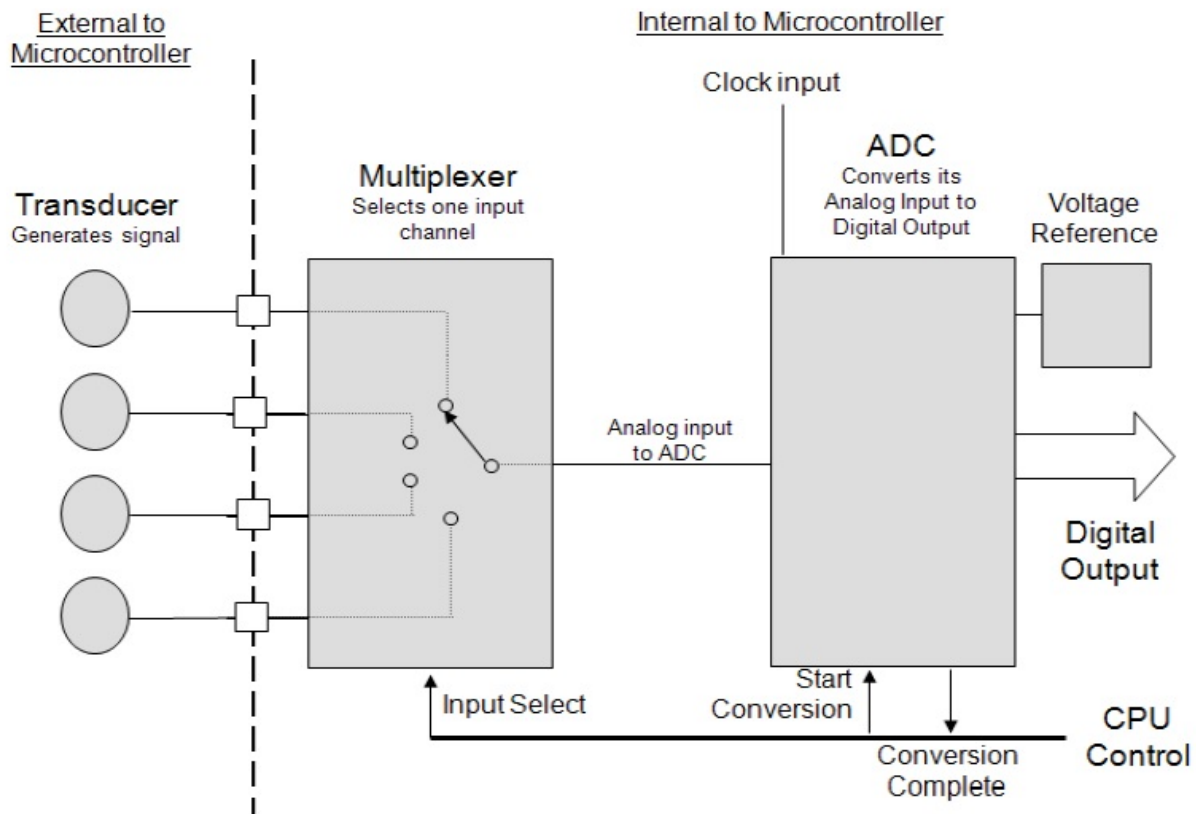 External to
Microcontroller
Internal to Microcontroller
Clock input
Transducer
Generates signal
Multiplexer
Selects one input
channel
ADC
Converts its
Analog Input to
Digital Output
Voltage
Reference
Analog input
to ADC
Digital
Output
Input Select
Start
Conversion
Conversion
Complete
CPU
Control